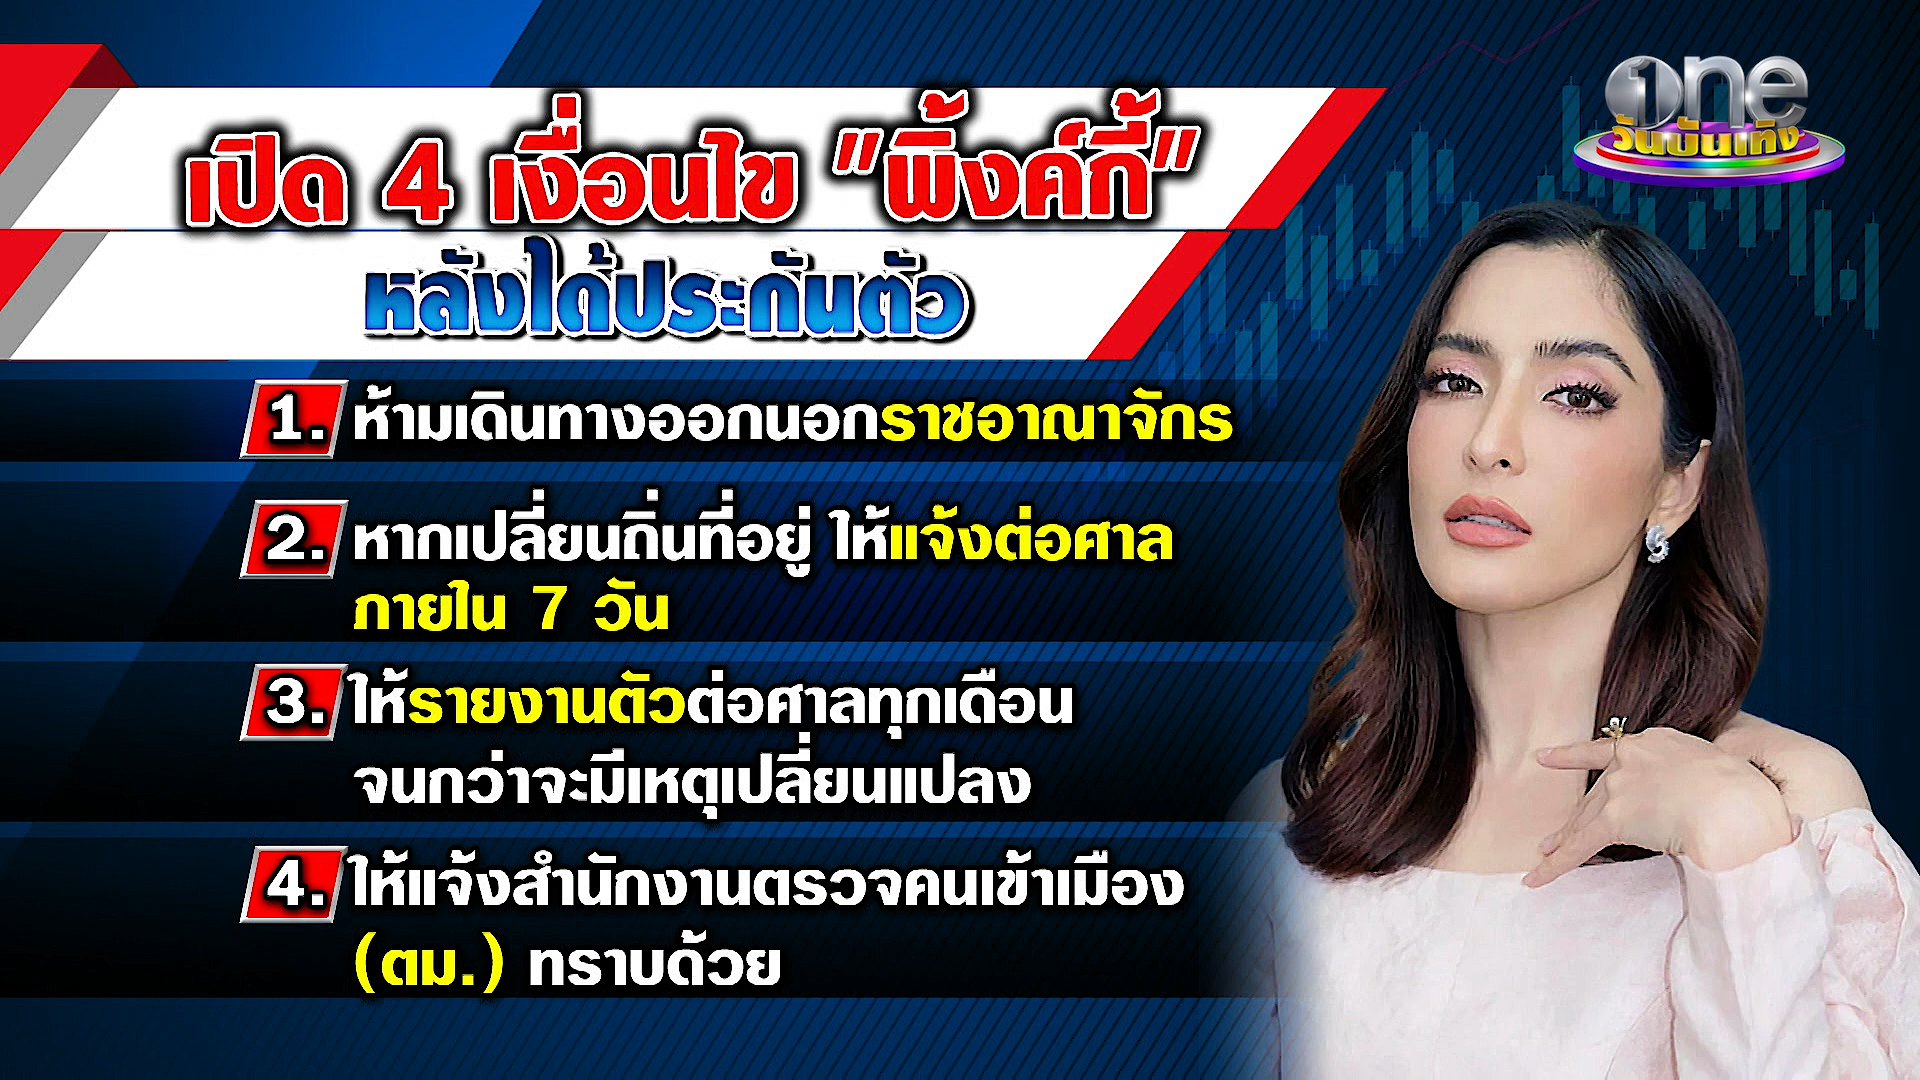 one
วันบันเทิง
เปิด 4 เงื่อนไข "พิ้งค์กี้"
หลังได้ประกันตัว
1. ห้ามเดินทางออกนอกราชอาณาจักร
2. หากเปลี่ยนถิ่นที่อยู่ ให้แจ้งต่อศาล
ภายใน 7 วัน
3. ให้รายงานตัวต่อศาลทุกเดือน
จนกว่าจะมีเหตุเปลี่ยนแปลง
4. ให้แจ้งสำนักงานตรวจคนเข้าเมือง
(ตม.) ทราบด้วย